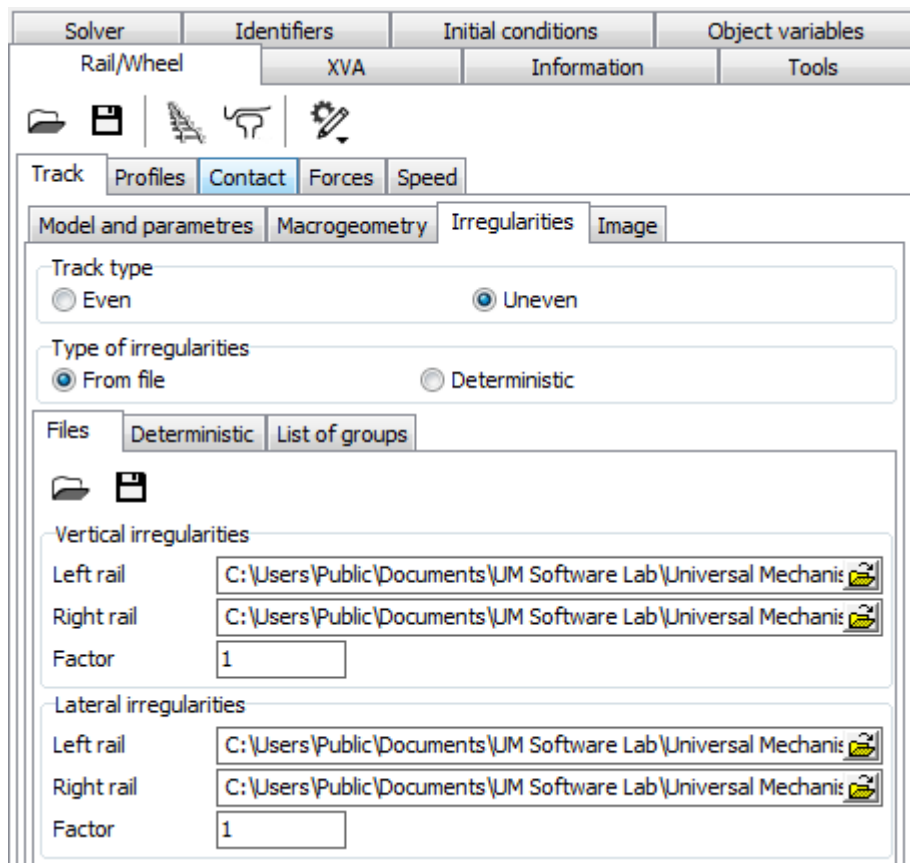 Solver Identifiers Initial conditions Object variables
Rail/Wheel XVA Information Tools
Track Profiles Contact Forces Speed
Model and parametres Macrogeometry Irregularities Image
Track type
Even Uneven
Type of irregularities
From file Deterministic
Files Deterministic List of groups
Vertical irregularities
Left rail C:\Users\Public\Documents\UM Software Lab\Universal Mechanis
Right rail C:\Users\Public\Documents\UM Software Lab\Universal Mechanis
Factor 1
Lateral irregularities
Left rail C:\Users\Public\Documents\UM Software Lab\Universal Mechanis
Right rail C:\Users\Public\Documents\UM Software Lab\Universal Mechanis
Factor 1